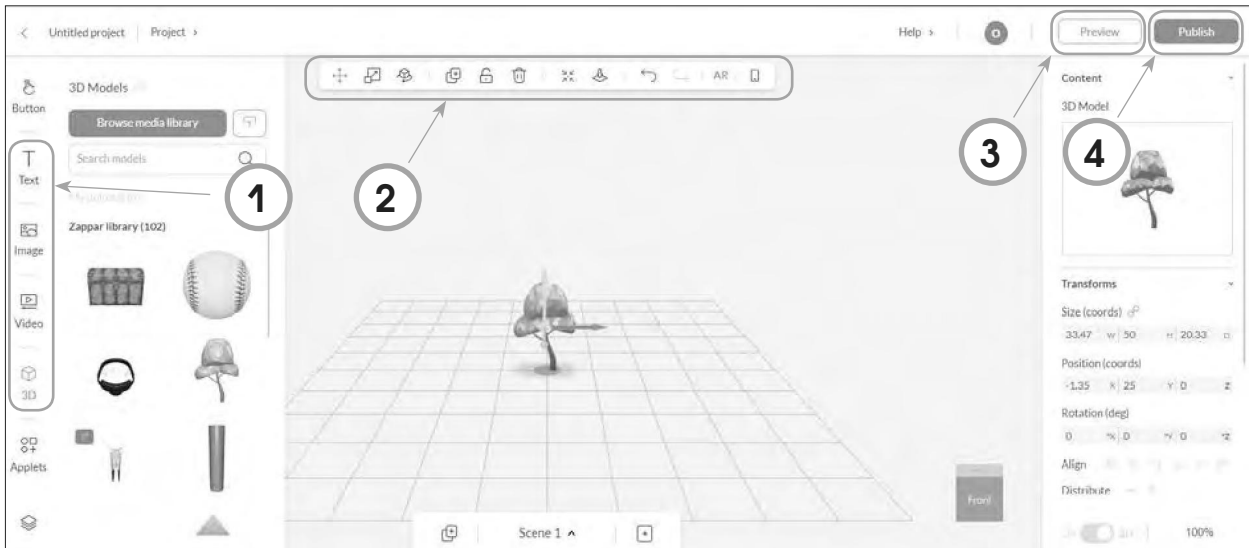 Untitled project Project
Help
O
Preview
Publish
Button
Text
Image
Video
3D
Applets
3D Models
Browse media library
Search models
Zappar library (102)
AR
1
2
3
4
Front
Scene 1
Content
3D Model
Transforms
Size (coords)
33.47 W 50 H 20.33 D
Position (coords)
-1.35 X 25 Y 0 Z
Rotation (deg)
0 °X 0 °Y 0 °Z
Align
Distribute
100%